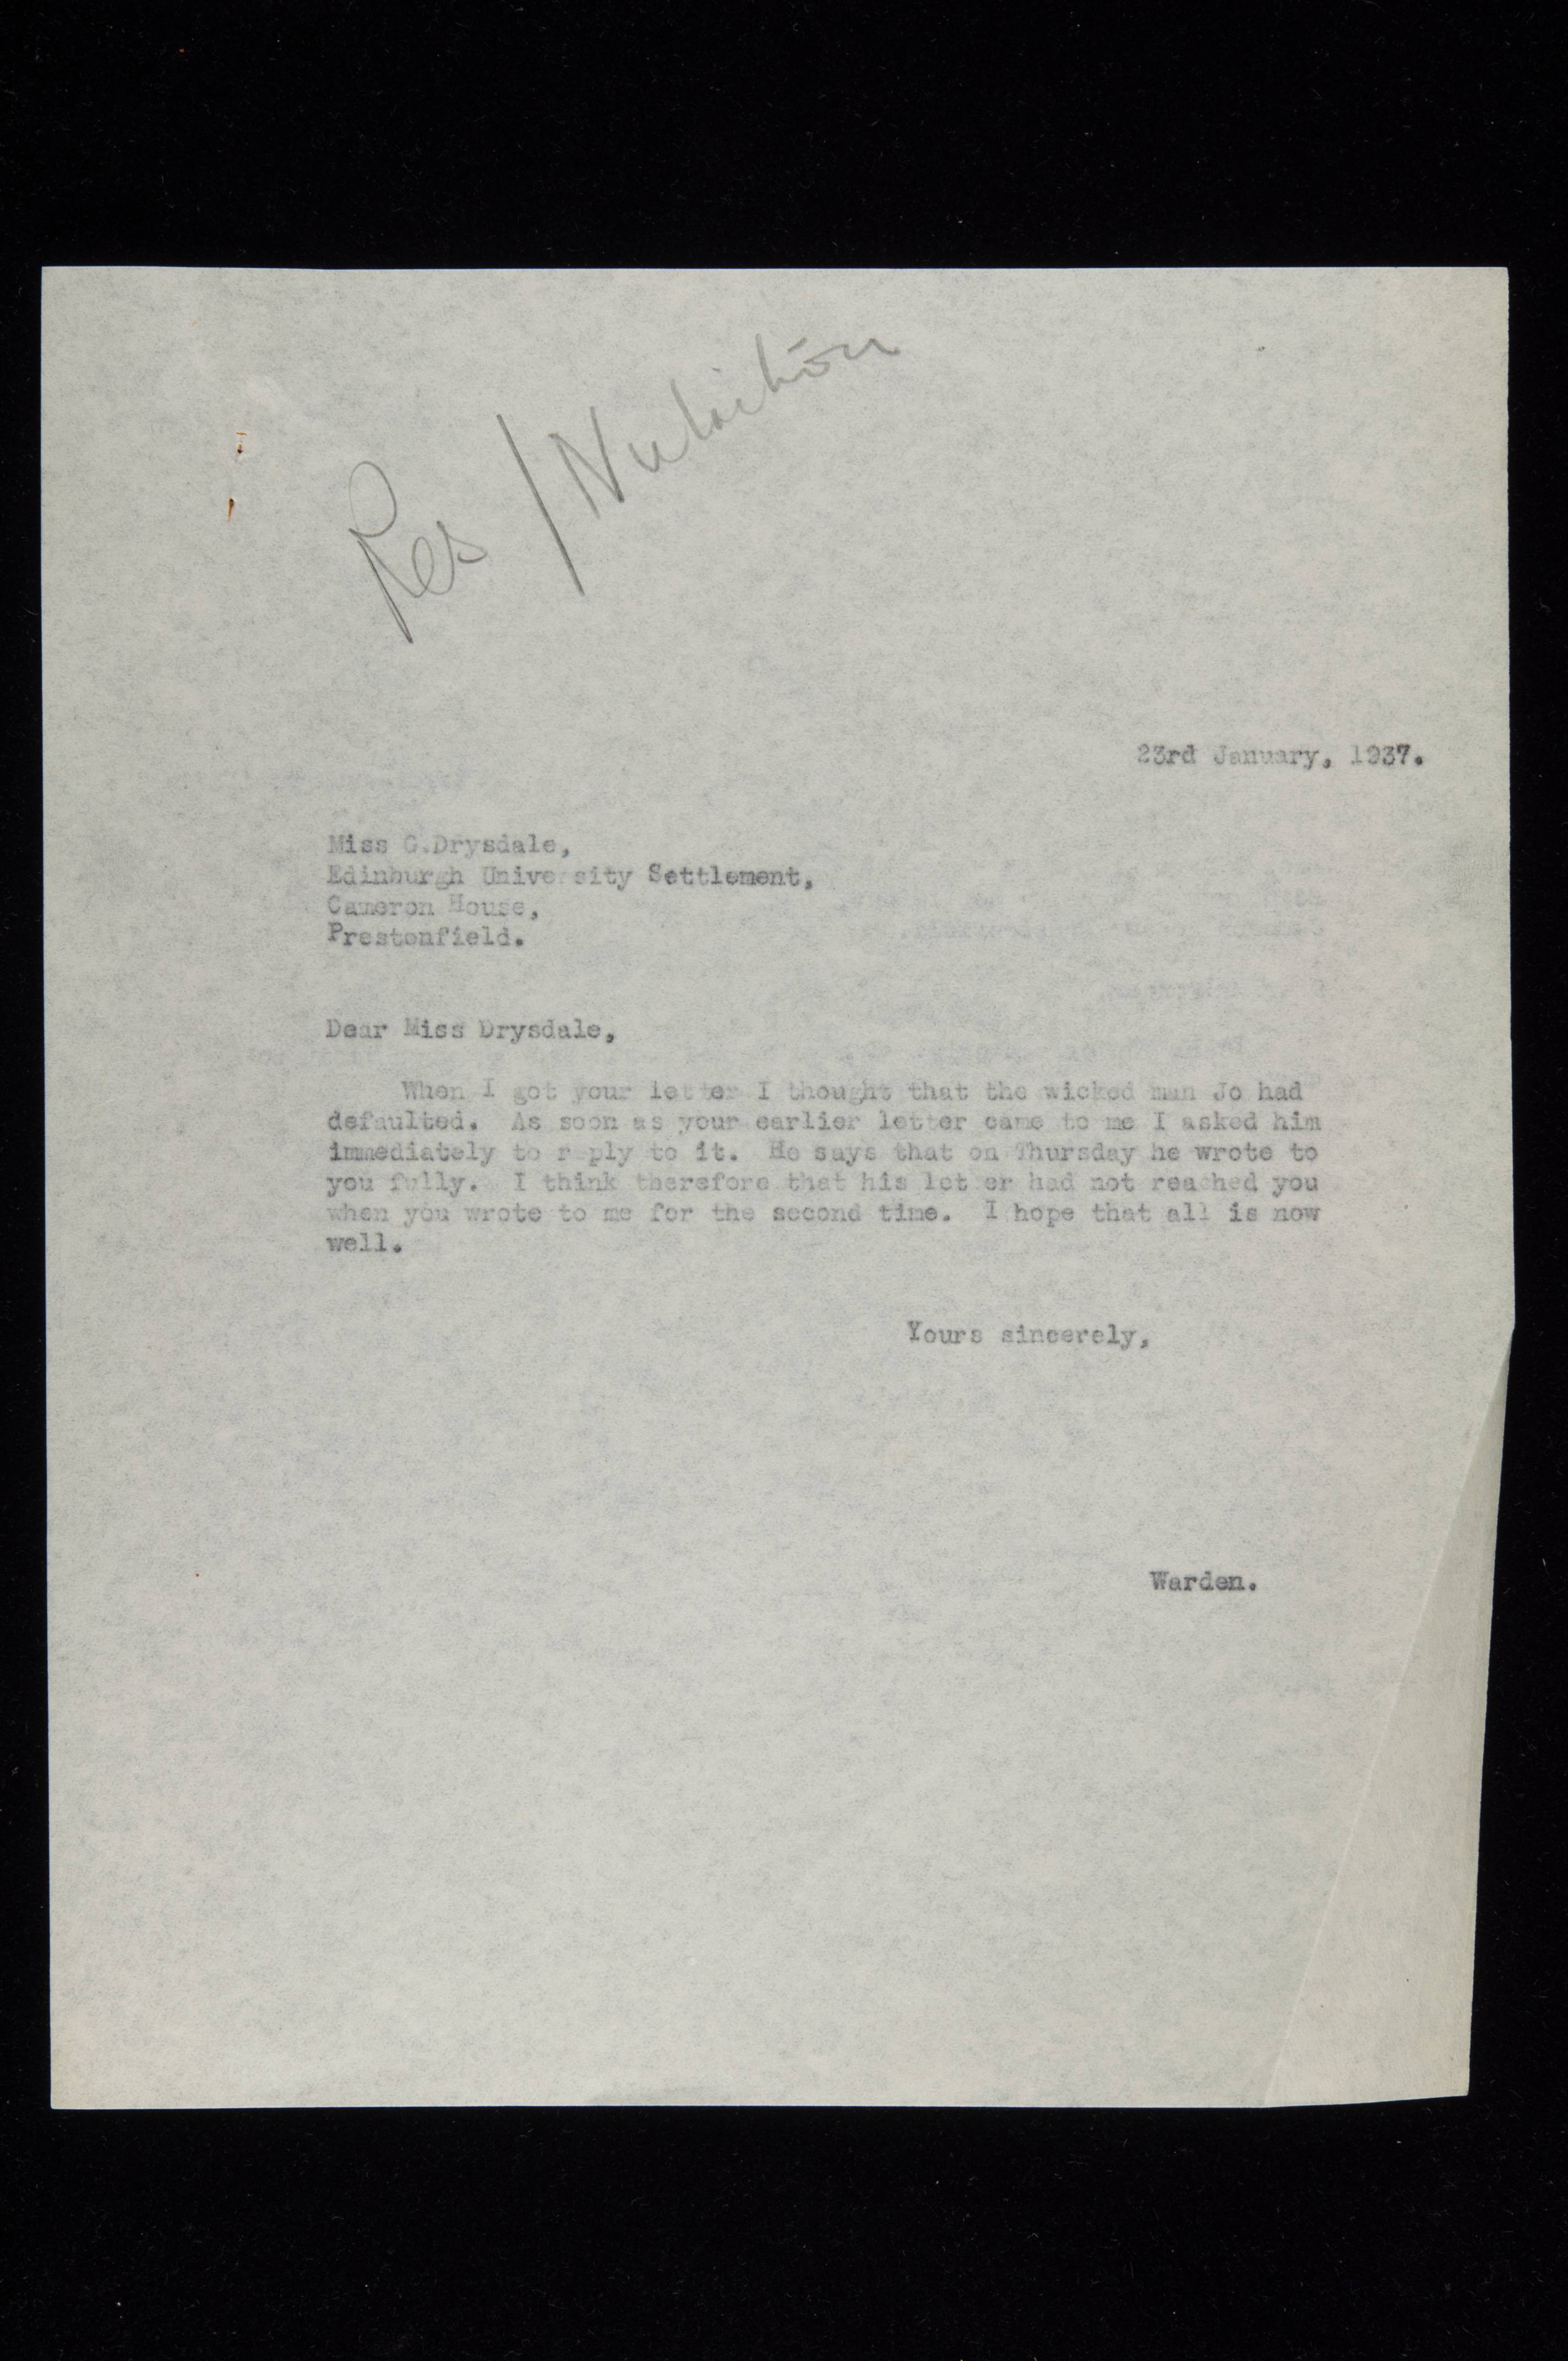 Res / Nutrition
23rd January, 1937.
Miss G.Drysdale,
Edinburgh University Settlement,
Cameron House,
Prestonfield.
Dear Miss Drysdale,
When I got your letter I thought that the wicked man Jo had
defaulted. As soon as your earlier letter came to me I asked him
immediately to reply to it. He says that on Thursday he wrote to
you fully. I think therefore that his letter had not reached you
when you wrote to me for the second time. I hope that all is now
well.
Yours sincerely,
Warden.